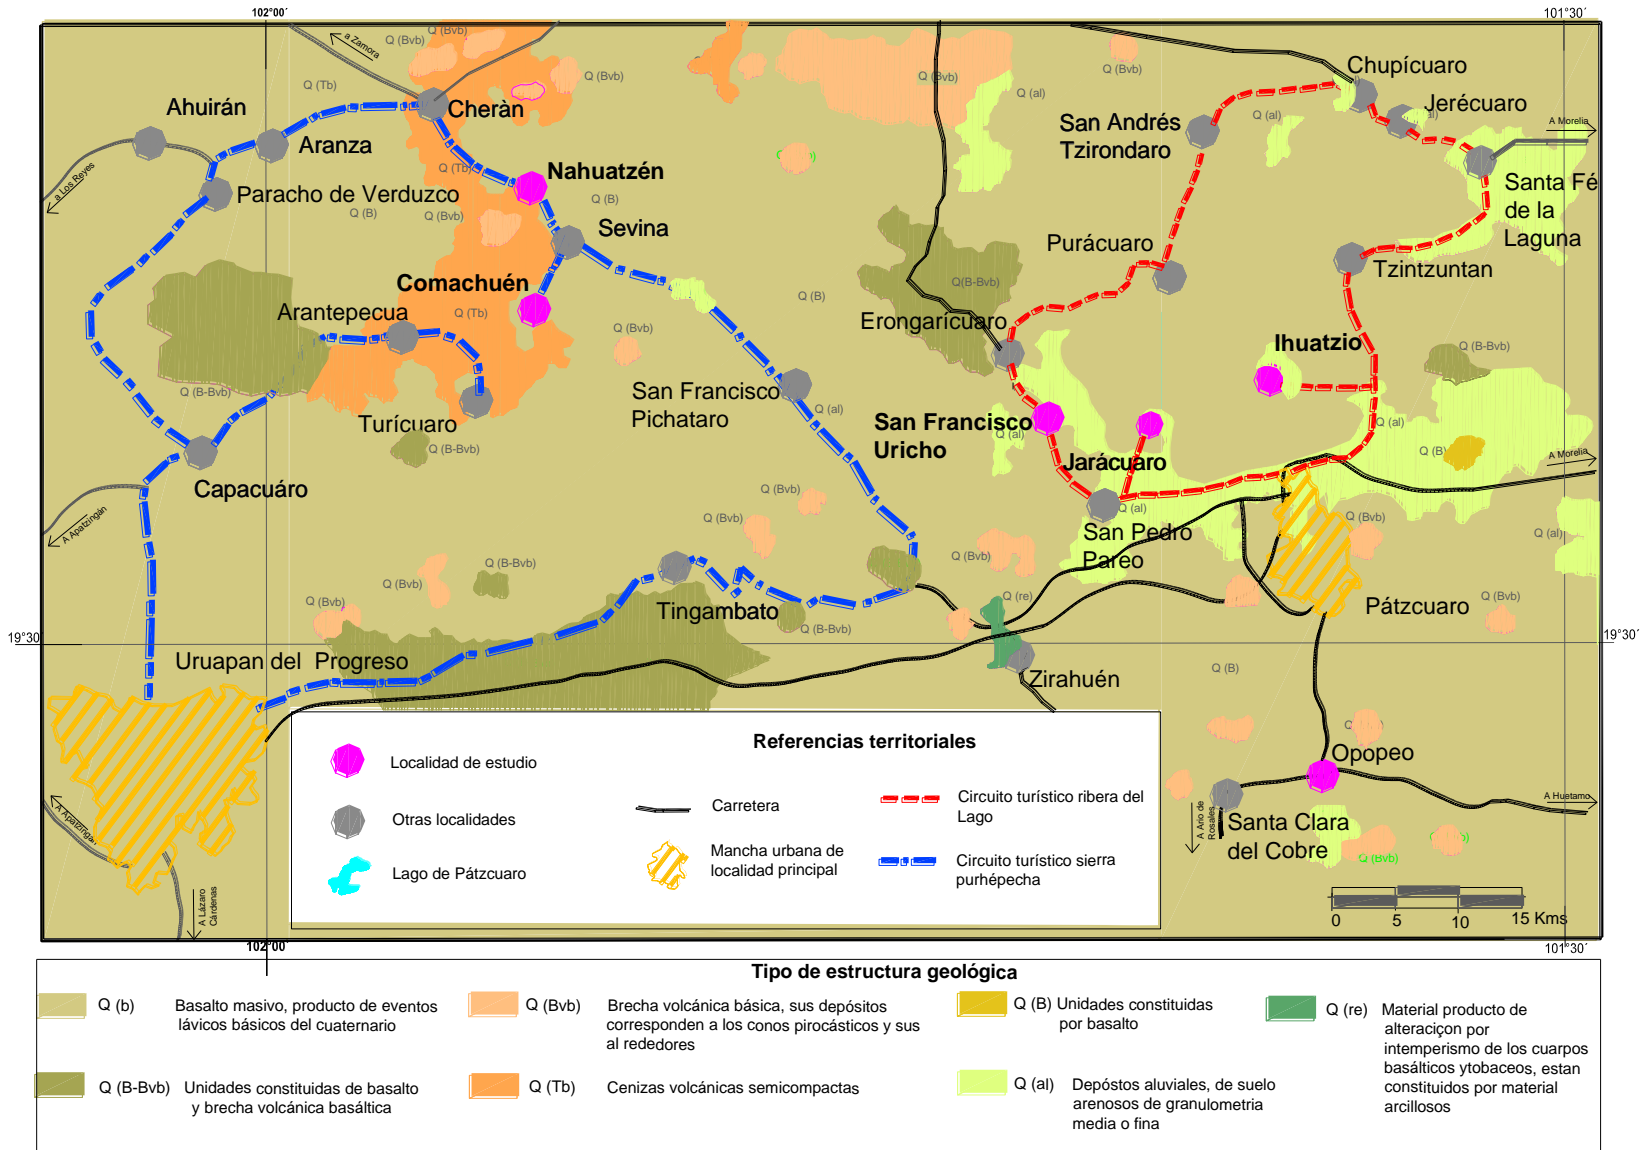 102°00´
101°30´
Q (Bvb)
Q (Bvb)
a Zamora
Q (Bvb)
Q (Bvb)
Q (Bvb)
Chupícuaro
Q (Tb)
Ahuirán
Cheràn
Q (al)
Jerécuaro
Aranza
San Andrés
Tzirondaro
Q (al)
A Morelia
a Los Reyes
Q (Tb)
Nahuatzén
Paracho de Verduzco
Q (B)
Santa Fé
de la
Laguna
Q (B)
Q (Bvb)
Sevina
Purácuaro
Tzintzuntan
Comachuén
Q (B)
Q(B-Bvb)
Arantepecua
Q (Tb)
Erongarícuaro
Q (Bvb)
Ihuatzio
Q (B-Bvb)
Q (B-Bvb)
San Francisco
Pichataro
Q (al)
Turícuaro
San Francisco
Uricho
Q (al)
Q (al)
Q (B-Bvb)
Q (B)
A Morelia
Jarácuaro
Capacuáro
Q (Bvb)
Q (al)
A Apatzingán
Q (Bvb)
San Pedro
Pareo
Q (Bvb)
Q (al)
Q (B-Bvb)
Q (Bvb)
Q (Bvb)
Q (Bvb)
Tingambato
Q (re)
Pátzcuaro
Q (Bvb)
Q (B-Bvb)
19°30´
19°30´
Uruapan del Progreso
Zirahuén
Q (B)
Referencias territoriales
Localidad de estudio
Otras localidades
Lago de Pátzcuaro
Carretera
Mancha urbana de
localidad principal
Circuito turístico ribera del
Lago
Circuito turístico sierra
purhépecha
Opopeo
A Huetamo
A Ario de
Rosales
Santa Clara
del Cobre
Q (Bvb)
A Apatzingán
A Lázaro
Cárdenas
0 5 10 15 Kms
102°00´
101°30´
Tipo de estructura geológica
Q (b) Basalto masivo, producto de eventos
lávicos básicos del cuaternario
Q (B-Bvb) Unidades constituidas de basalto
y brecha volcánica basáltica
Q (Bvb) Brecha volcánica básica, sus depósitos
corresponden a los conos pirocásticos y sus
al rededores
Q (Tb) Cenizas volcánicas semicompactas
Q (B) Unidades constituidas
por basalto
Q (al) Depóstos aluviales, de suelo
arenosos de granulometria
media o fina
Q (re) Material producto de
alteraciçon por
intemperismo de los cuarpos
basálticos ytobaceos, estan
constituidos por material
arcillosos